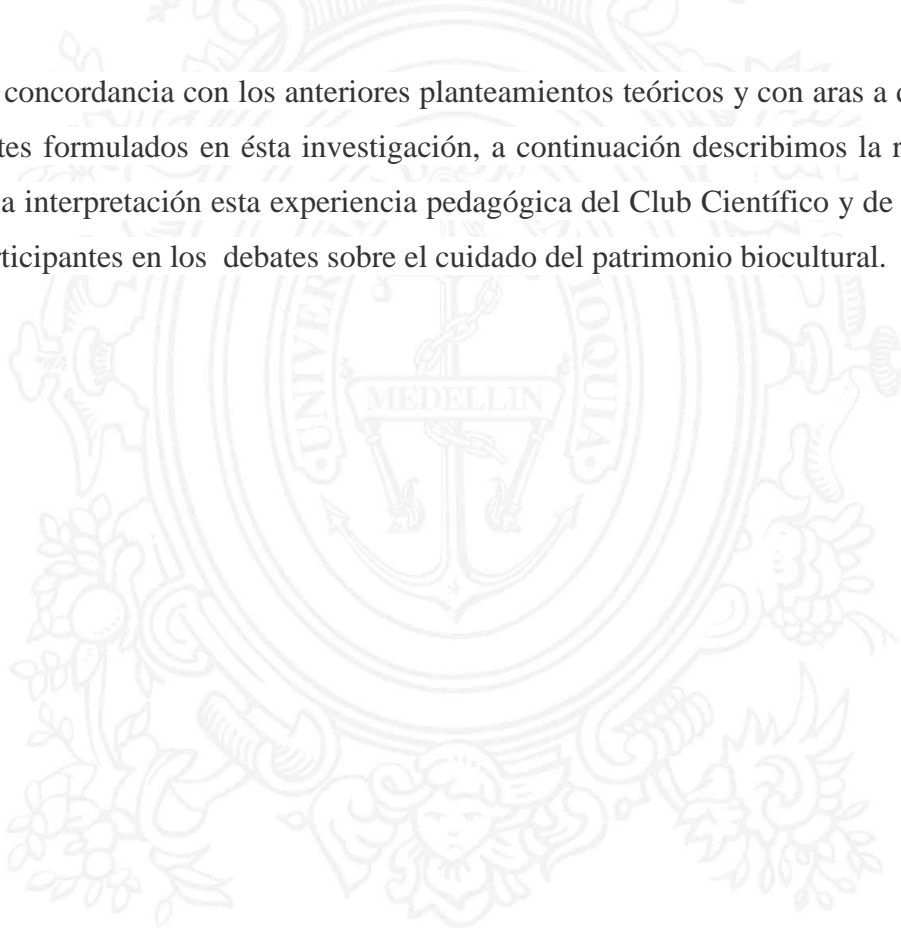 concordancia con los anteriores planteamientos teóricos y con aras a
tes formulados en ésta investigación, a continuación describimos la
a interpretación esta experiencia pedagógica del Club Científico y de
ticipantes en los debates sobre el cuidado del patrimonio biocultural.
MEDELLIN